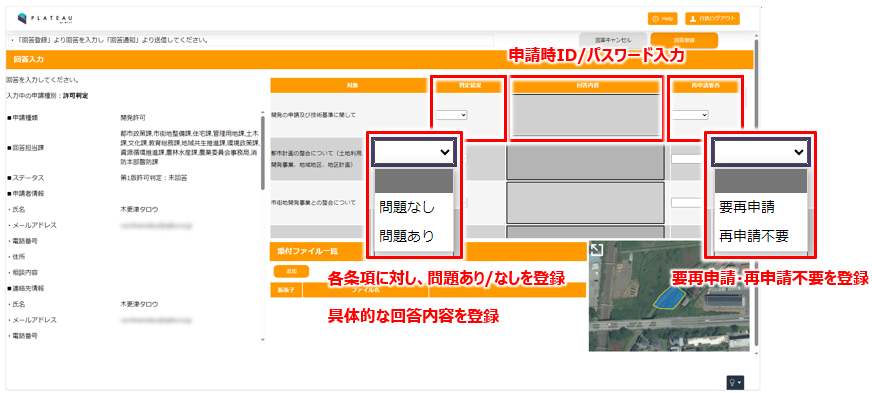 PLATEAU
Help
行政ログアウト
・「回答登録」より回答を入力し「回答通知」より送信してください。
回答キャンセル
回答登録
申請時ID/パスワード入力
回答入力
回答を入力してください。
入力中の申請種別：許可判定
■申請種類
開発許可
■回答担当課
都市政策課,市街地整備課,住宅課,管理用地課,土木
課,文化課,教育総務課,地域共生推進課,環境政策課,
資源循環推進課,農林水産課,農業委員会事務局,消
防本部警防課
■ステータス
第1版許可判定：未回答
■申請者情報
・氏名
木更津タロウ
・メールアドレス
・電話番号
・住所
・相談内容
■連絡先情報
・氏名
木更津タロウ
・メールアドレス
・電話番号
対象
判定結果
回答内容
再申請要否
開発の申請及び技術基準に関して
都市計画の整合について（土地利用、
開発事業、地域地区、地区計画）
市街地開発事業との整合について
問題なし
問題あり
要再申請
再申請不要
添付ファイル一覧
追加
拡張子
ファイル名
各条項に対し、問題あり/なしを登録
具体的な回答内容を登録
要再申請・再申請不要を登録